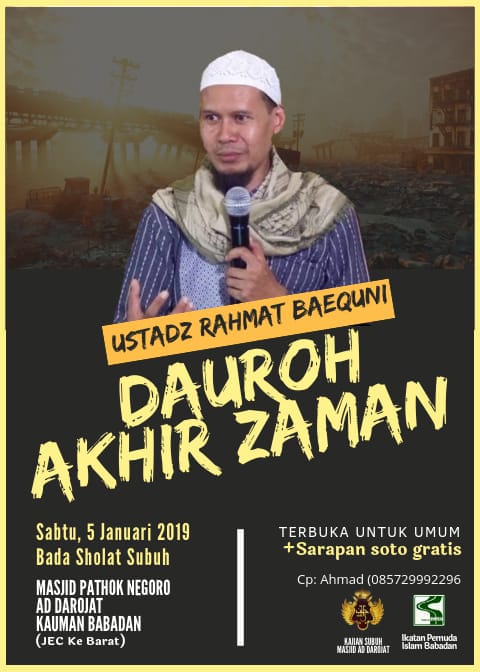 USTADZ RAHMAT BAEQUNI
DAUROH
AKHIR ZAMAN
Sabtu, 5 Januari 2019
Bada Sholat Subuh
MASJID PATHOK NEGORO
AD DAROJAT
KAUMAN BABADAN
(JEC Ke Barat)
TERBUKA UNTUK UMUM
+Sarapan soto gratis
Cp: Ahmad (085729992296
KAJIAN SUBUH
MASJID AD DAROJAT
Ikatan Pemuda
Islam Babadan